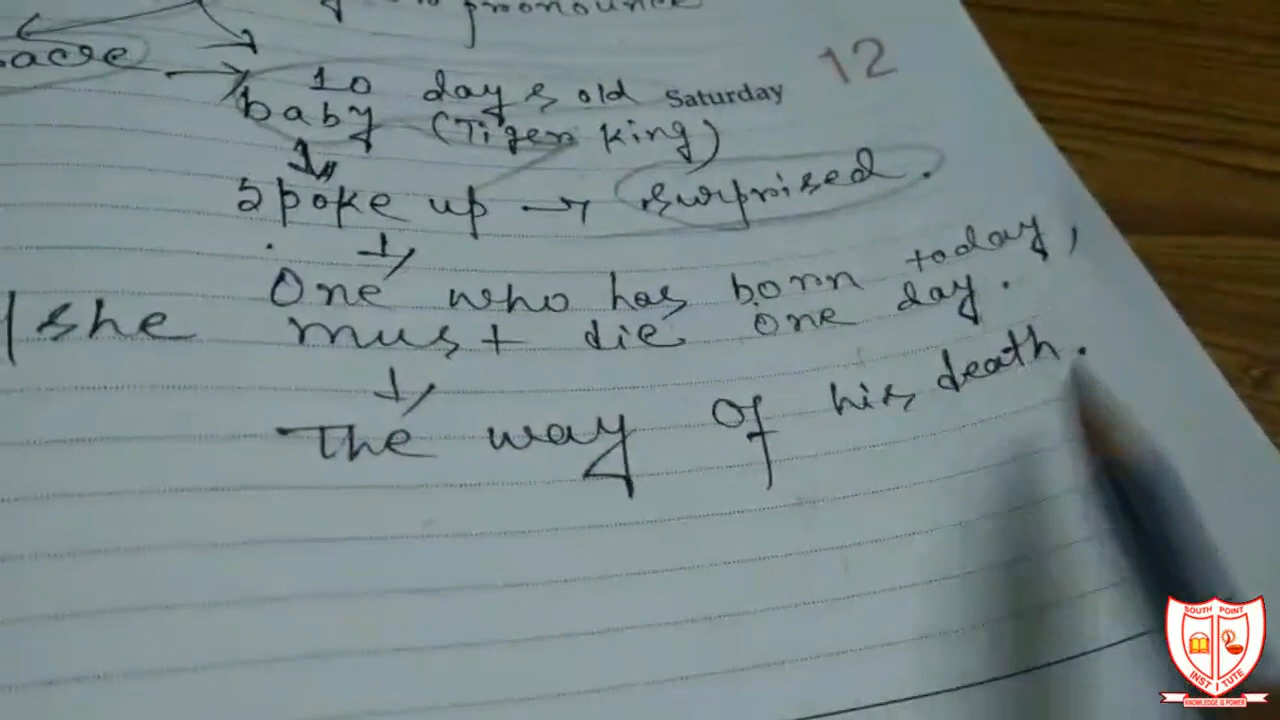 pronounce
12
10 days old Saturday
baby (Tiger king)
Spoke up → surprised.
One who has born today,
/she must die one day.
The way of his death.
SOUTH POINT
INSTITUTE
KNOWLEDGE IS POWER